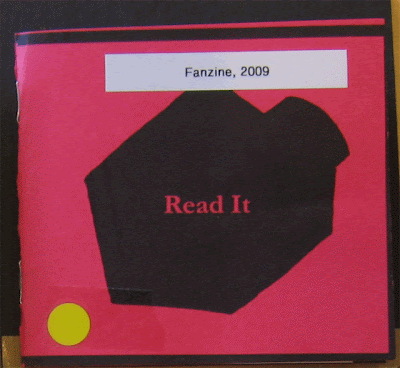 Fanzine, 2009
Read It